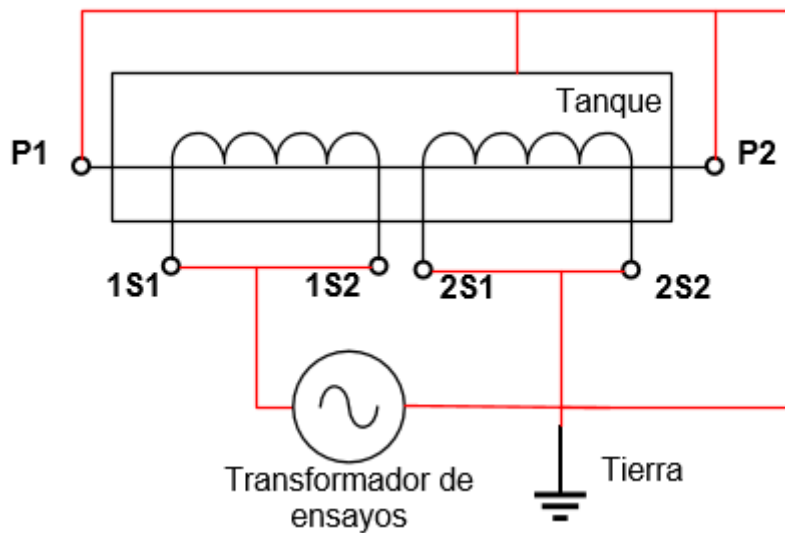 Tanque
P1
P2
1S1
1S2
2S1
2S2
Transformador de
ensayos
Tierra